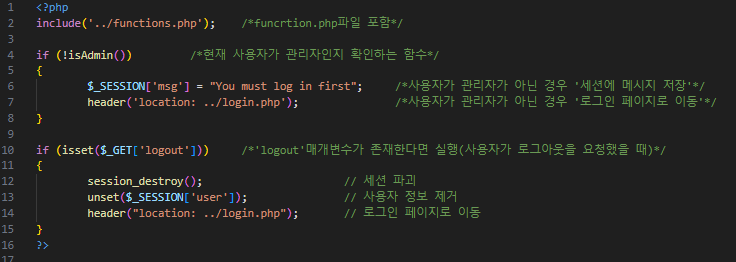 1 <?php
2 include('../functions.php'); /*funcrtion.php파일 포함*/
3
4 if (!isAdmin()) /*현재 사용자가 관리자인지 확인하는 함수*/
5 {
6 $_SESSION['msg'] = "You must log in first"; /*사용자가 관리자가 아닌 경우 '세션에 메시지 저장'*/
7 header('location: ../login.php'); /*사용자가 관리자가 아닌 경우 '로그인 페이지로 이동'*/
8 }
9
10 if (isset($_GET['logout'])) /*'logout'매개변수가 존재한다면 실행(사용자가 로그아웃을 요청했을 때)*/
11 {
12 session_destroy(); // 세션 파괴
13 unset($_SESSION['user']); // 사용자 정보 제거
14 header("location: ../login.php"); // 로그인 페이지로 이동
15 }
16 ?>
17